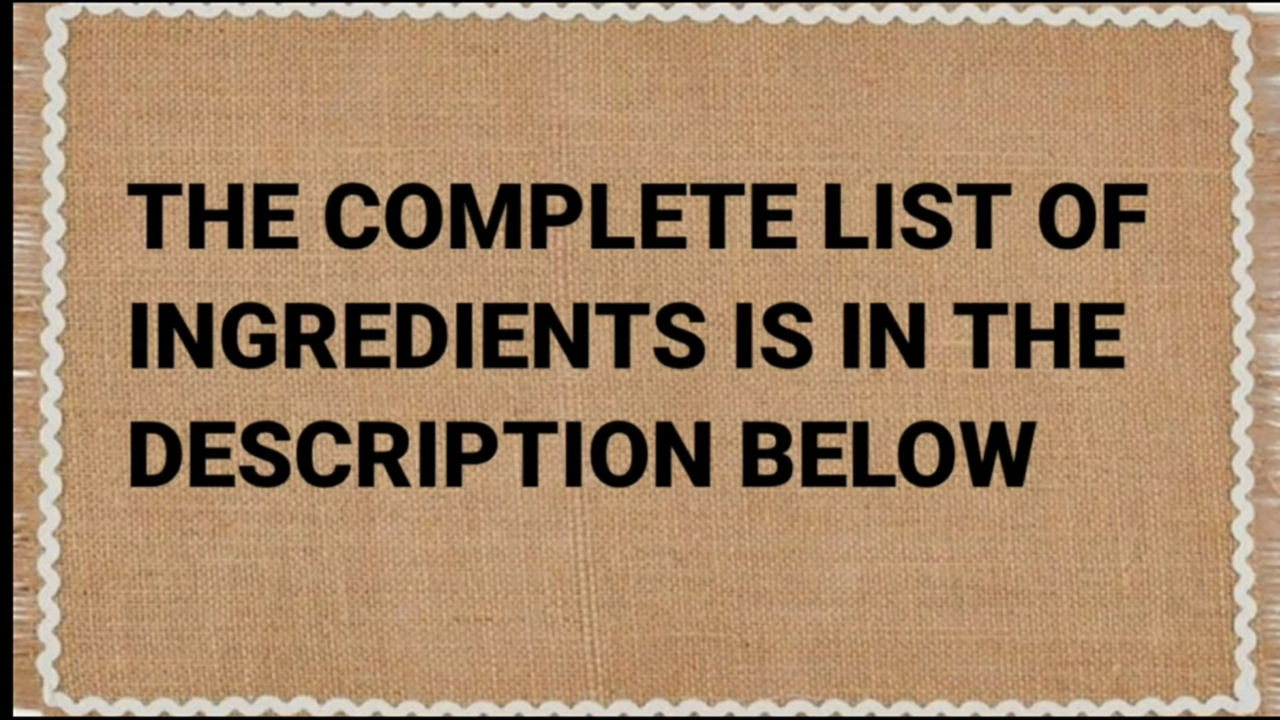 THE COMPLETE LIST OF
INGREDIENTS IS IN THE
DESCRIPTION BELOW